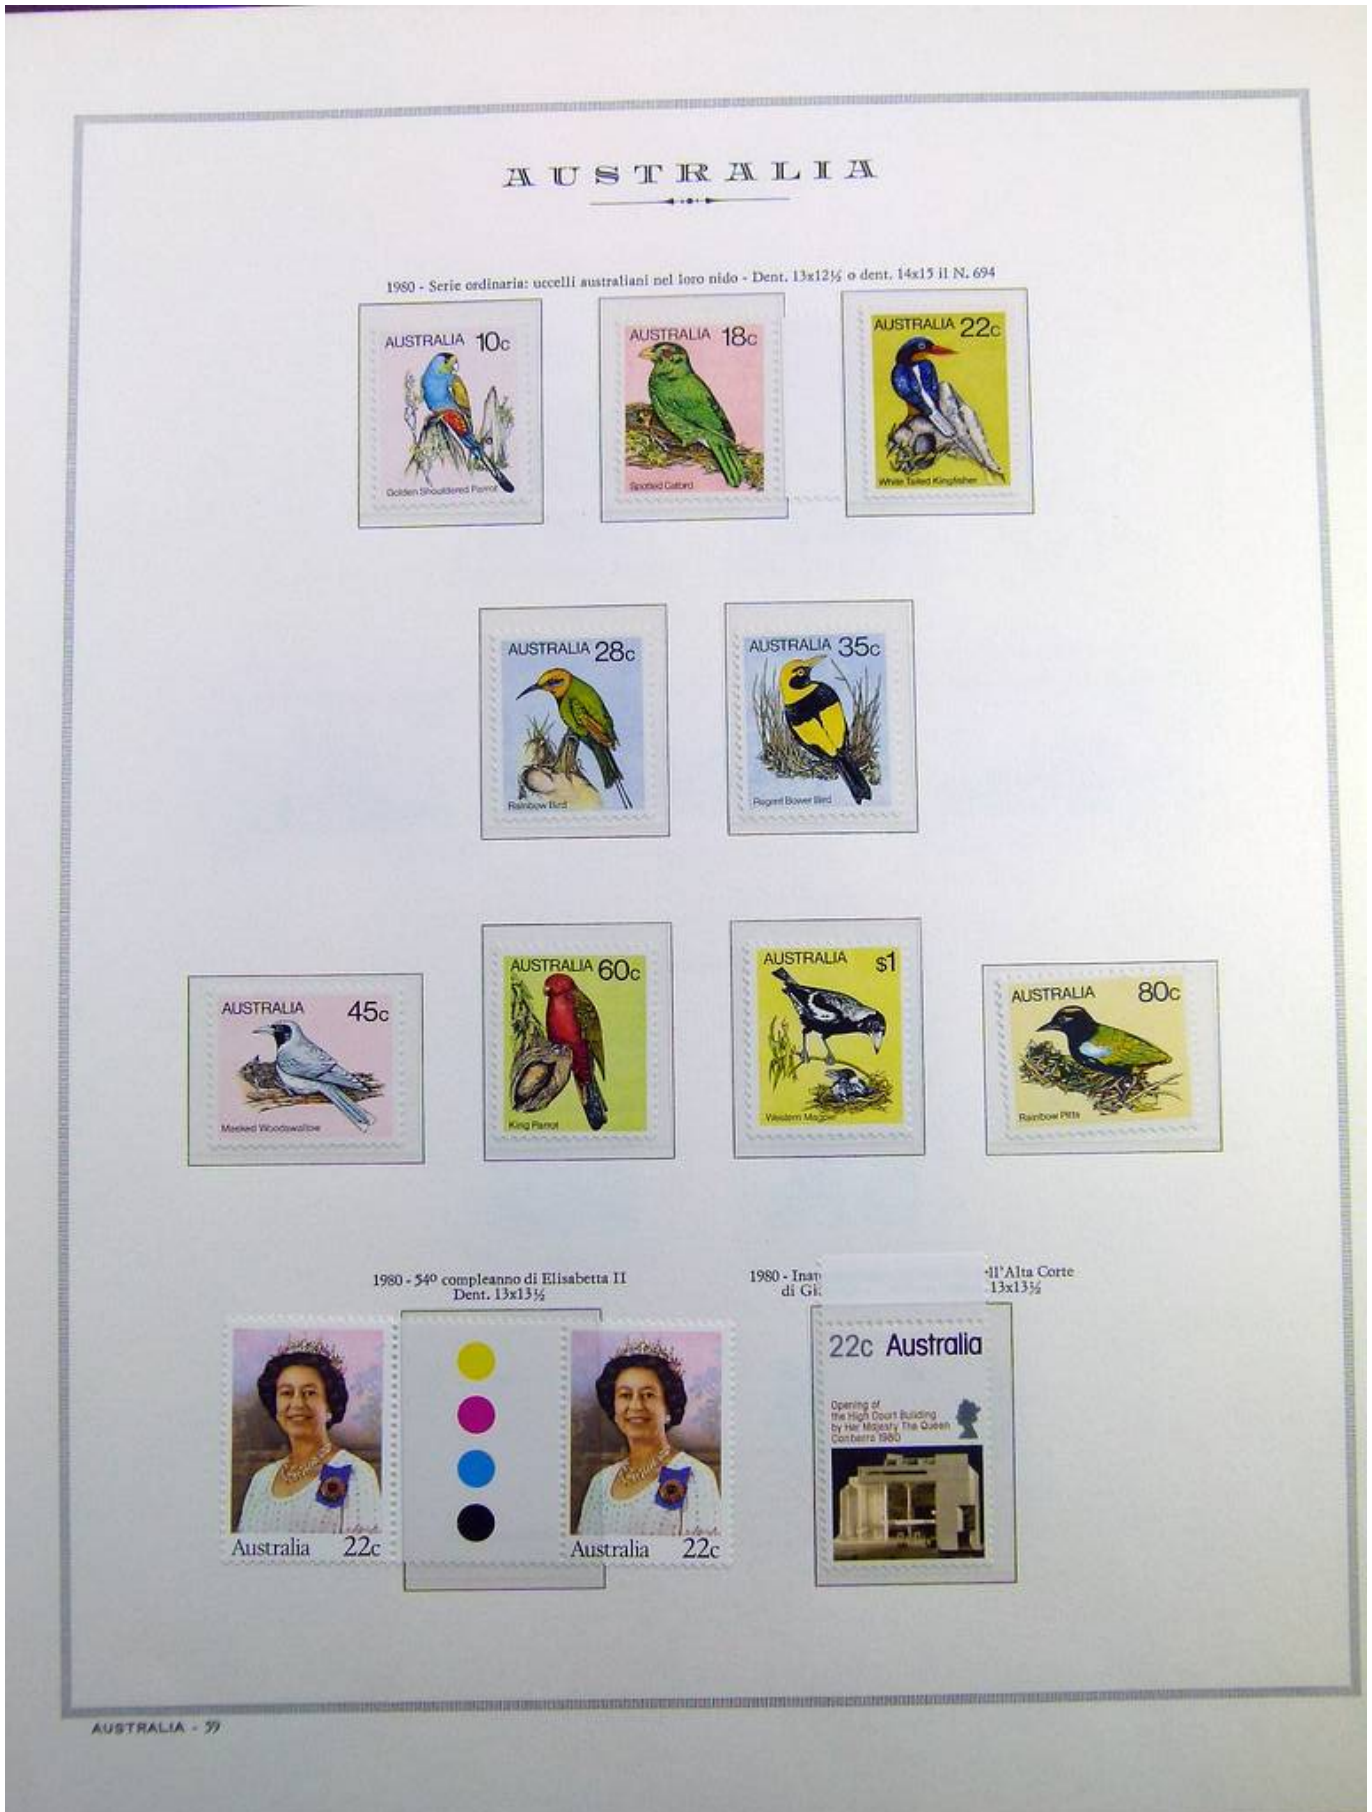 AUSTRALIA
1980 - Serie ordinaria: uccelli australiani nel loro nido - Dent. 13x12½ o dent. 14x15 il N. 694
AUSTRALIA 10c
Golden Shouldered Parrot
AUSTRALIA 18c
Spotted Catbird
AUSTRALIA 22c
White Tailed Kingfisher
AUSTRALIA 28c
Rainbow Bird
AUSTRALIA 35c
Regent Bower Bird
AUSTRALIA 45c
Masked Woodswallow
AUSTRALIA 60c
King Parrot
AUSTRALIA $1
Western Magpie
AUSTRALIA 80c
Rainbow Pitta
1980 - 54º compleanno di Elisabetta II
Dent. 13x13½
Australia 22c
Australia 22c
1980 - ll'Alta Corte
di 13x13½
22c Australia
Opening of
the High Court Building
by Her Majesty The Queen
Canberra 1980
AUSTRALIA - 59